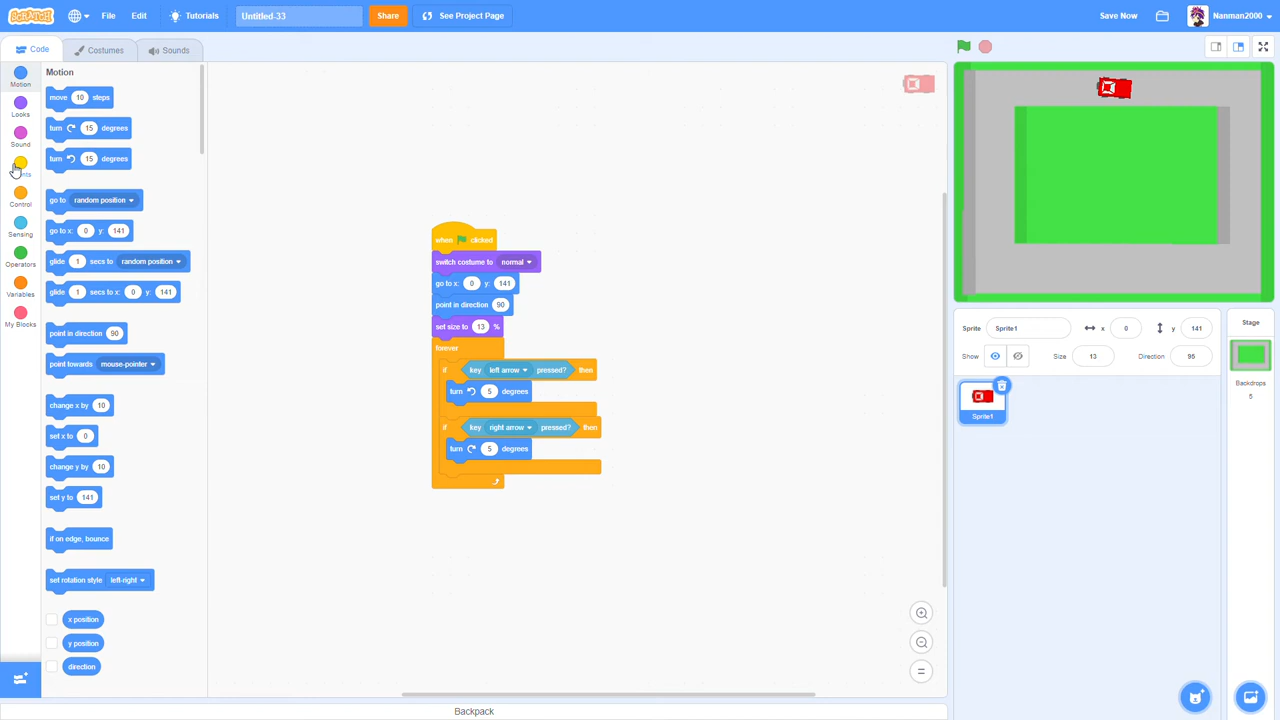 SCRATCH File Edit Tutorials Untitled-33 Share See Project Page Save Now Nanman2000
Code Costumes Sounds
Motion
Looks
Sound
Control
Sensing
Operators
Variables
My Blocks
Motion
move 10 steps
turn 15 degrees
turn 15 degrees
go to random position
go to x: 0 y: 141
glide 1 secs to random position
glide 1 secs to x: 0 y: 141
point in direction 90
point towards mouse-pointer
change x by 10
set x to 0
change y by 10
set y to 141
if on edge, bounce
set rotation style left-right
x position
y position
direction
when clicked
switch costume to normal
go to x: 0 y: 141
point in direction 90
set size to 13 %
forever
if key left arrow pressed? then
turn 5 degrees
if key right arrow pressed? then
turn 5 degrees
Sprite Sprite1 x 0 y 141
Show Size 13 Direction 95
Sprite1
Stage
Backdrops
5
Backpack